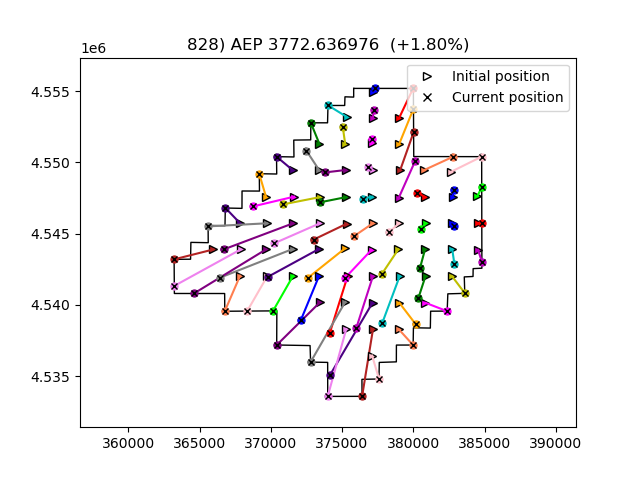 828) AEP 3772.636976 (+1.80%)
1e6
Initial position
Current position
4.555
4.550
4.545
4.540
4.535
360000 365000 370000 375000 380000 385000 390000